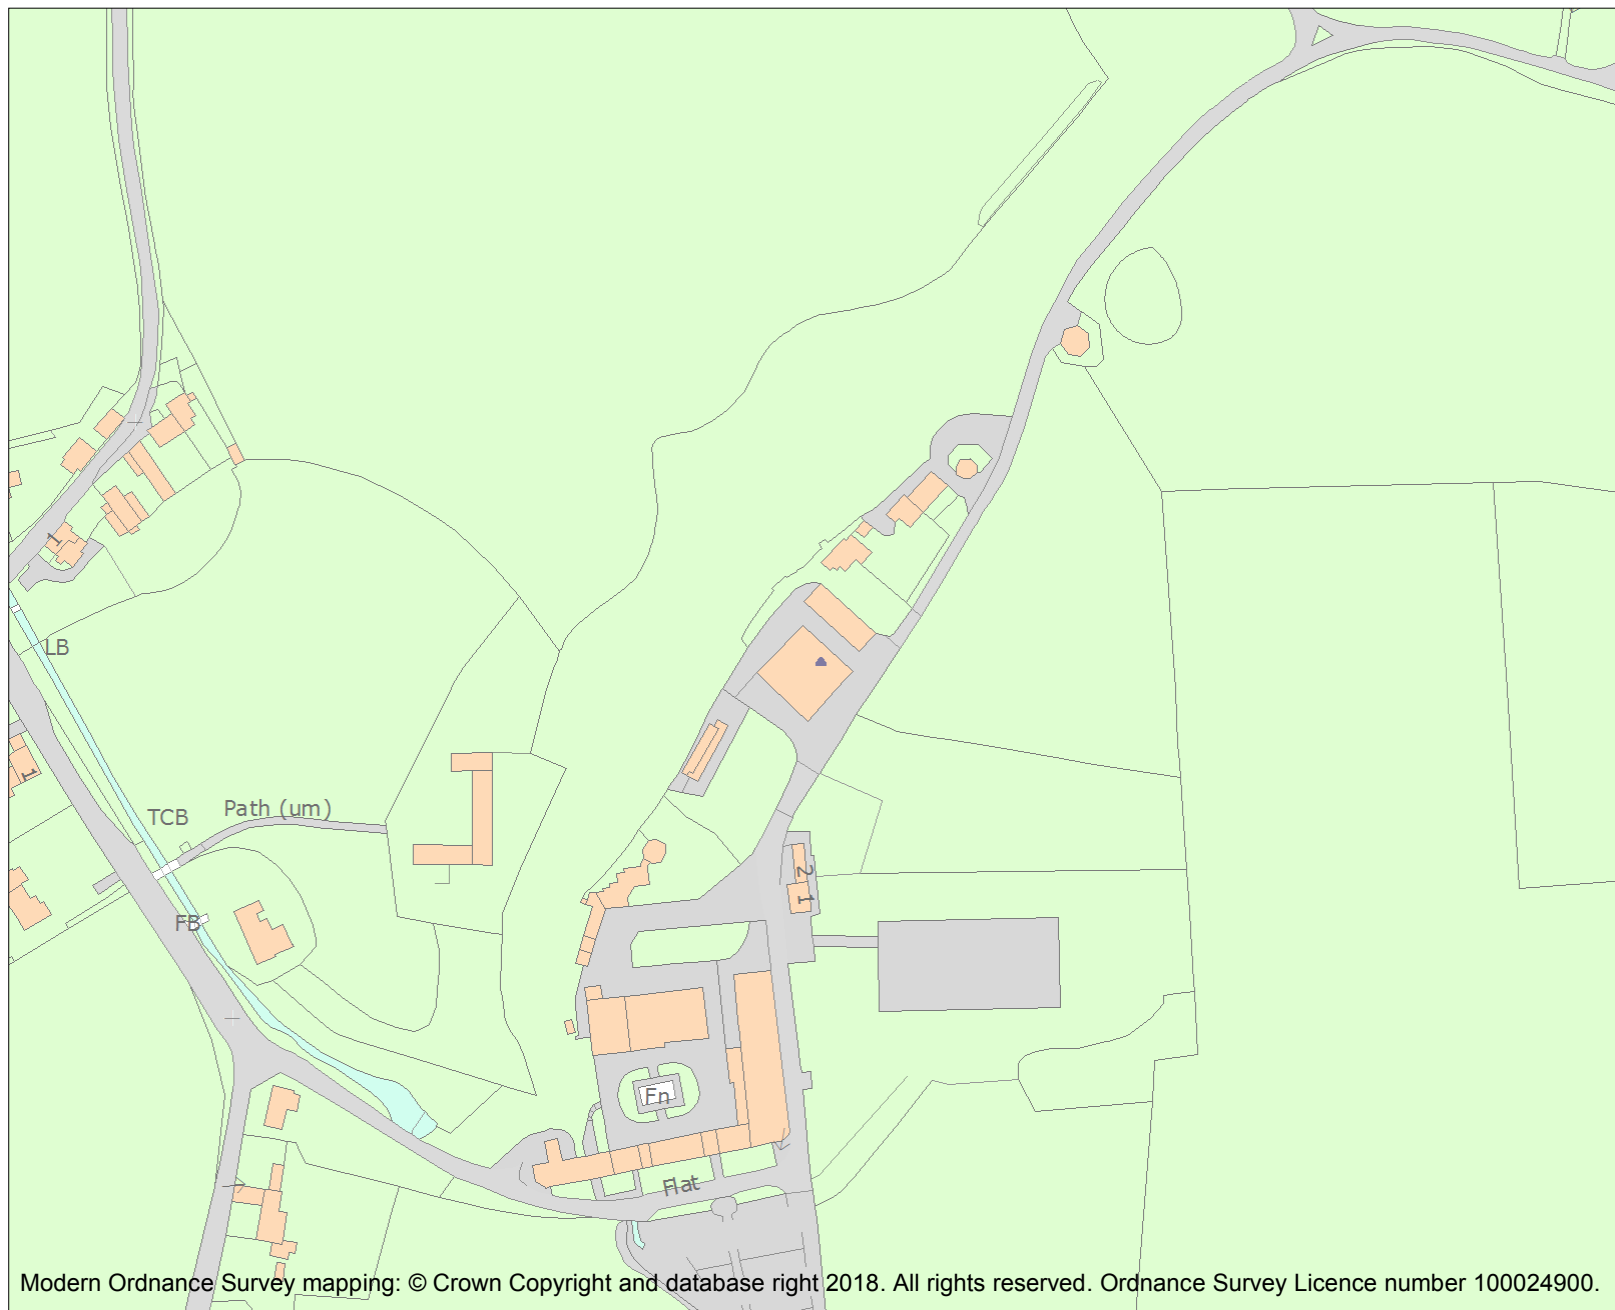 1
LB
1
TCB
Path (um)
2
1
FB
Fn
Flat
1
Modern Ordnance Survey mapping: © Crown Copyright and database right 2018. All rights reserved. Ordnance Survey Licence number 100024900.